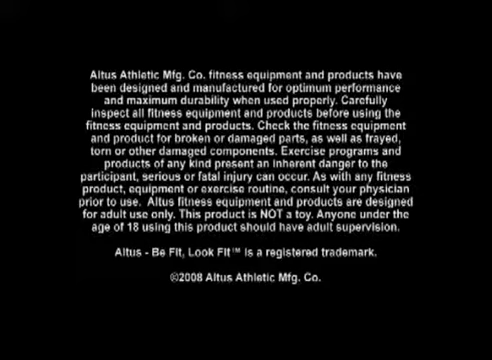 Altus Athletic Mfg. Co. fitness equipment and products have
been designed and manufactured for optimum performance
and maximum durability when used properly. Carefully
inspect all fitness equipment and products before using the
fitness equipment and products. Check the fitness equipment
and product for broken or damaged parts, as well as frayed,
torn or other damaged components. Exercise programs and
products of any kind present an inherent danger to the
participant, serious or fatal injury can occur. As with any fitness
product, equipment or exercise routine, consult your physician
prior to use. Altus fitness equipment and products are designed
for adult use only. This product is NOT a toy. Anyone under the
age of 18 using this product should have adult supervision.
Altus - Be Fit, Look Fit™ is a registered trademark.
©2008 Altus Athletic Mfg. Co.